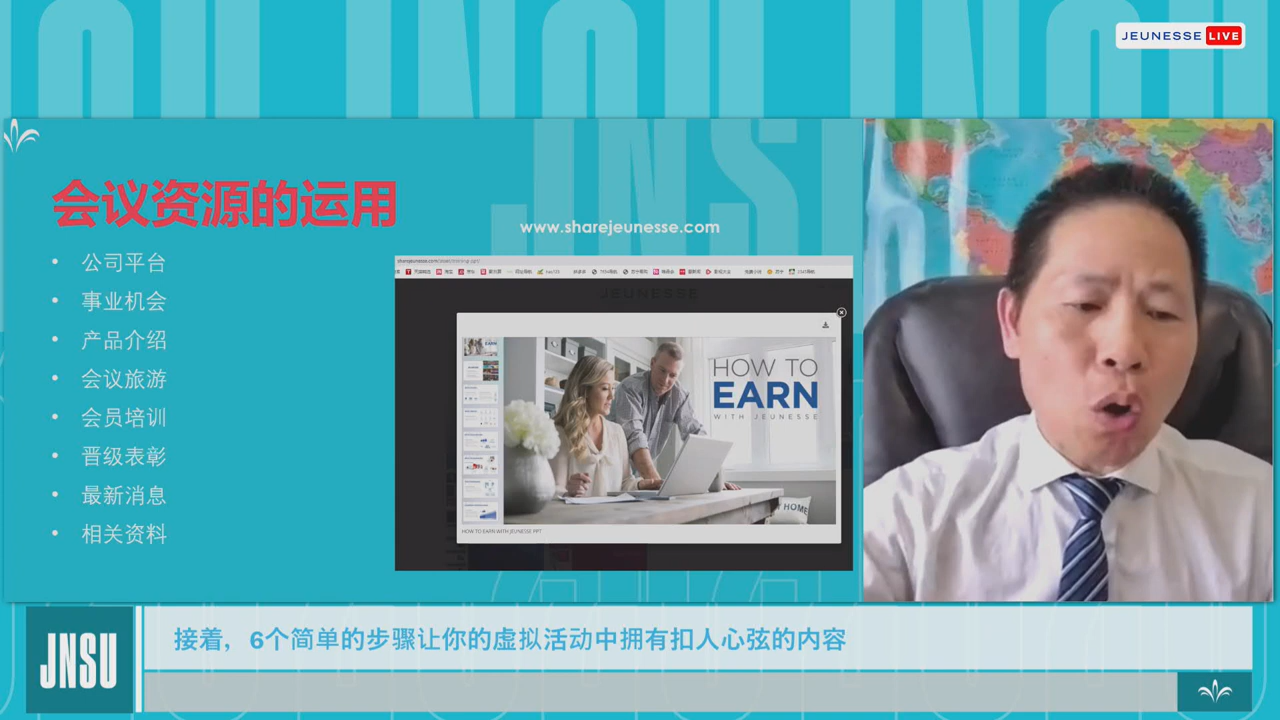 JEUNESSE LIVE
会议资源的运用
www.sharejeunesse.com
• 公司平台
• 事业机会
• 产品介绍
• 会议旅游
• 会员培训
• 晋级表彰
• 最新消息
• 相关资料
JEUNESSE
HOW TO
EARN
WITH JEUNESSE
HOME
HOW TO EARN WITH JEUNESSE PPT
接着，6个简单的步骤让你的虚拟活动中拥有扣人心弦的内容
JNSU